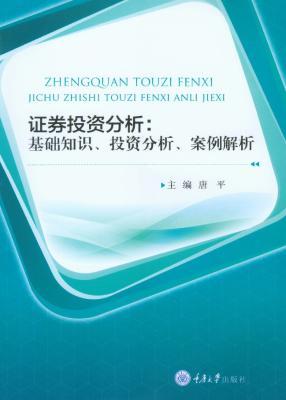 ZHENGQUAN TOUZI FENXI
JICHU ZHISHI TOUZI FENXI ANLI JIEXI
证券投资分析：
基础知识、投资分析、案例解析
主编 唐 平
重庆大学出版社